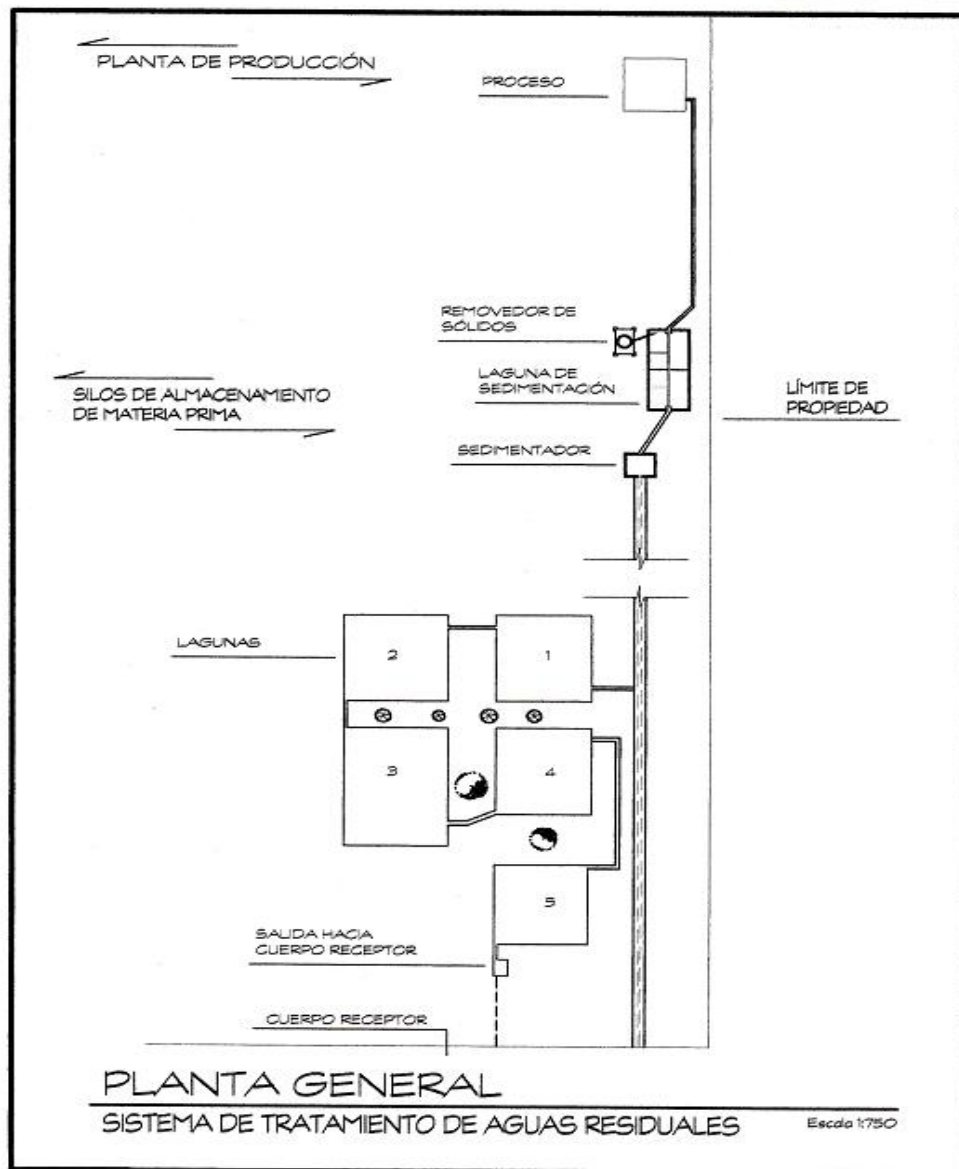 PLANTA DE PRODUCCIÓN
PROCESO
REMOVEDOR DE
SÓLIDOS
LAGUNA DE
SEDIMENTACIÓN
SILOS DE ALMACENAMIENTO
DE MATERIA PRIMA
LÍMITE DE
PROPIEDAD
SEDIMENTADOR
LAGUNAS
2
1
3
4
5
SALIDA HACIA
CUERPO RECEPTOR
CUERPO RECEPTOR
PLANTA GENERAL
SISTEMA DE TRATAMIENTO DE AGUAS RESIDUALES
Escala 1:750